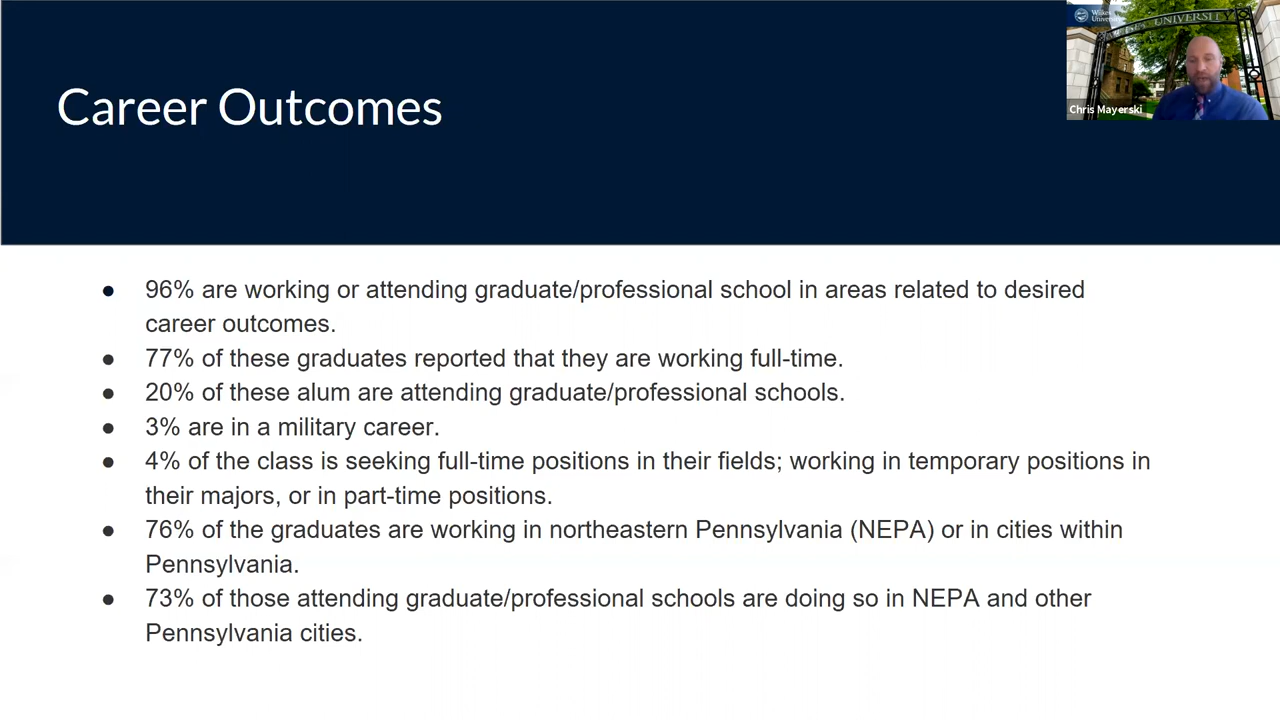 Career Outcomes
Wilkes
University
UNIVERSITY
Chris Mayerski
● 96% are working or attending graduate/professional school in areas related to desired
career outcomes.
● 77% of these graduates reported that they are working full-time.
● 20% of these alum are attending graduate/professional schools.
● 3% are in a military career.
● 4% of the class is seeking full-time positions in their fields; working in temporary positions in
their majors, or in part-time positions.
● 76% of the graduates are working in northeastern Pennsylvania (NEPA) or in cities within
Pennsylvania.
● 73% of those attending graduate/professional schools are doing so in NEPA and other
Pennsylvania cities.